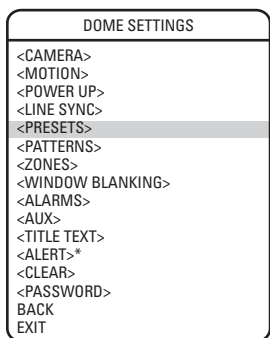 DOME SETTINGS
<CAMERA>
<MOTION>
<POWER UP>
<LINE SYNC>
<PRESETS>
<PATTERNS>
<ZONES>
<WINDOW BLANKING>
<ALARMS>
<AUX>
<TITLE TEXT>
<ALERT>*
<CLEAR>
<PASSWORD>
BACK
EXIT